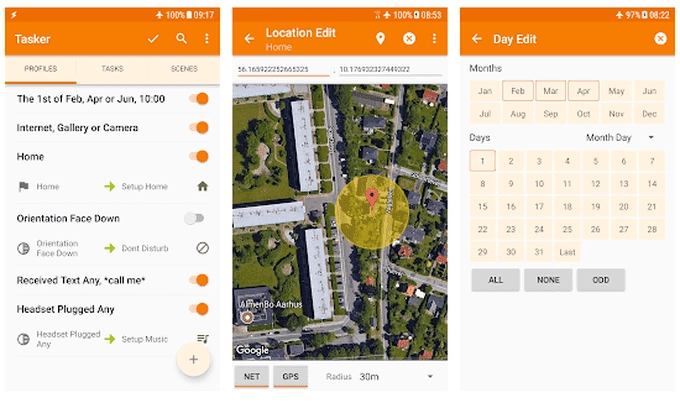 100% 09:17
Tasker
PROFILES TASKS SCENES
The 1st of Feb, Apr or Jun, 10:00
Internet, Gallery or Camera
Home
Home Setup Home
Orientation Face Down
Orientation Face Down Dont Disturb
Received Text Any, *call me*
Headset Plugged Any
Headset Plugged Any Setup Music
+
100% 08:53
Location Edit
Home
56.165922252665325 , 10.176932327449322
AlmenBo Aarhus
Google
NET GPS Radius 30m
97% 08:22
Day Edit
Months
Jan Feb Mar Apr May Jun
Jul Aug Sep Oct Nov Dec
Days Month Day
1 2 3 4 5 6 7
8 9 10 11 12 13 14
15 16 17 18 19 20 21
22 23 24 25 26 27 28
29 30 31 Last
ALL NONE ODD